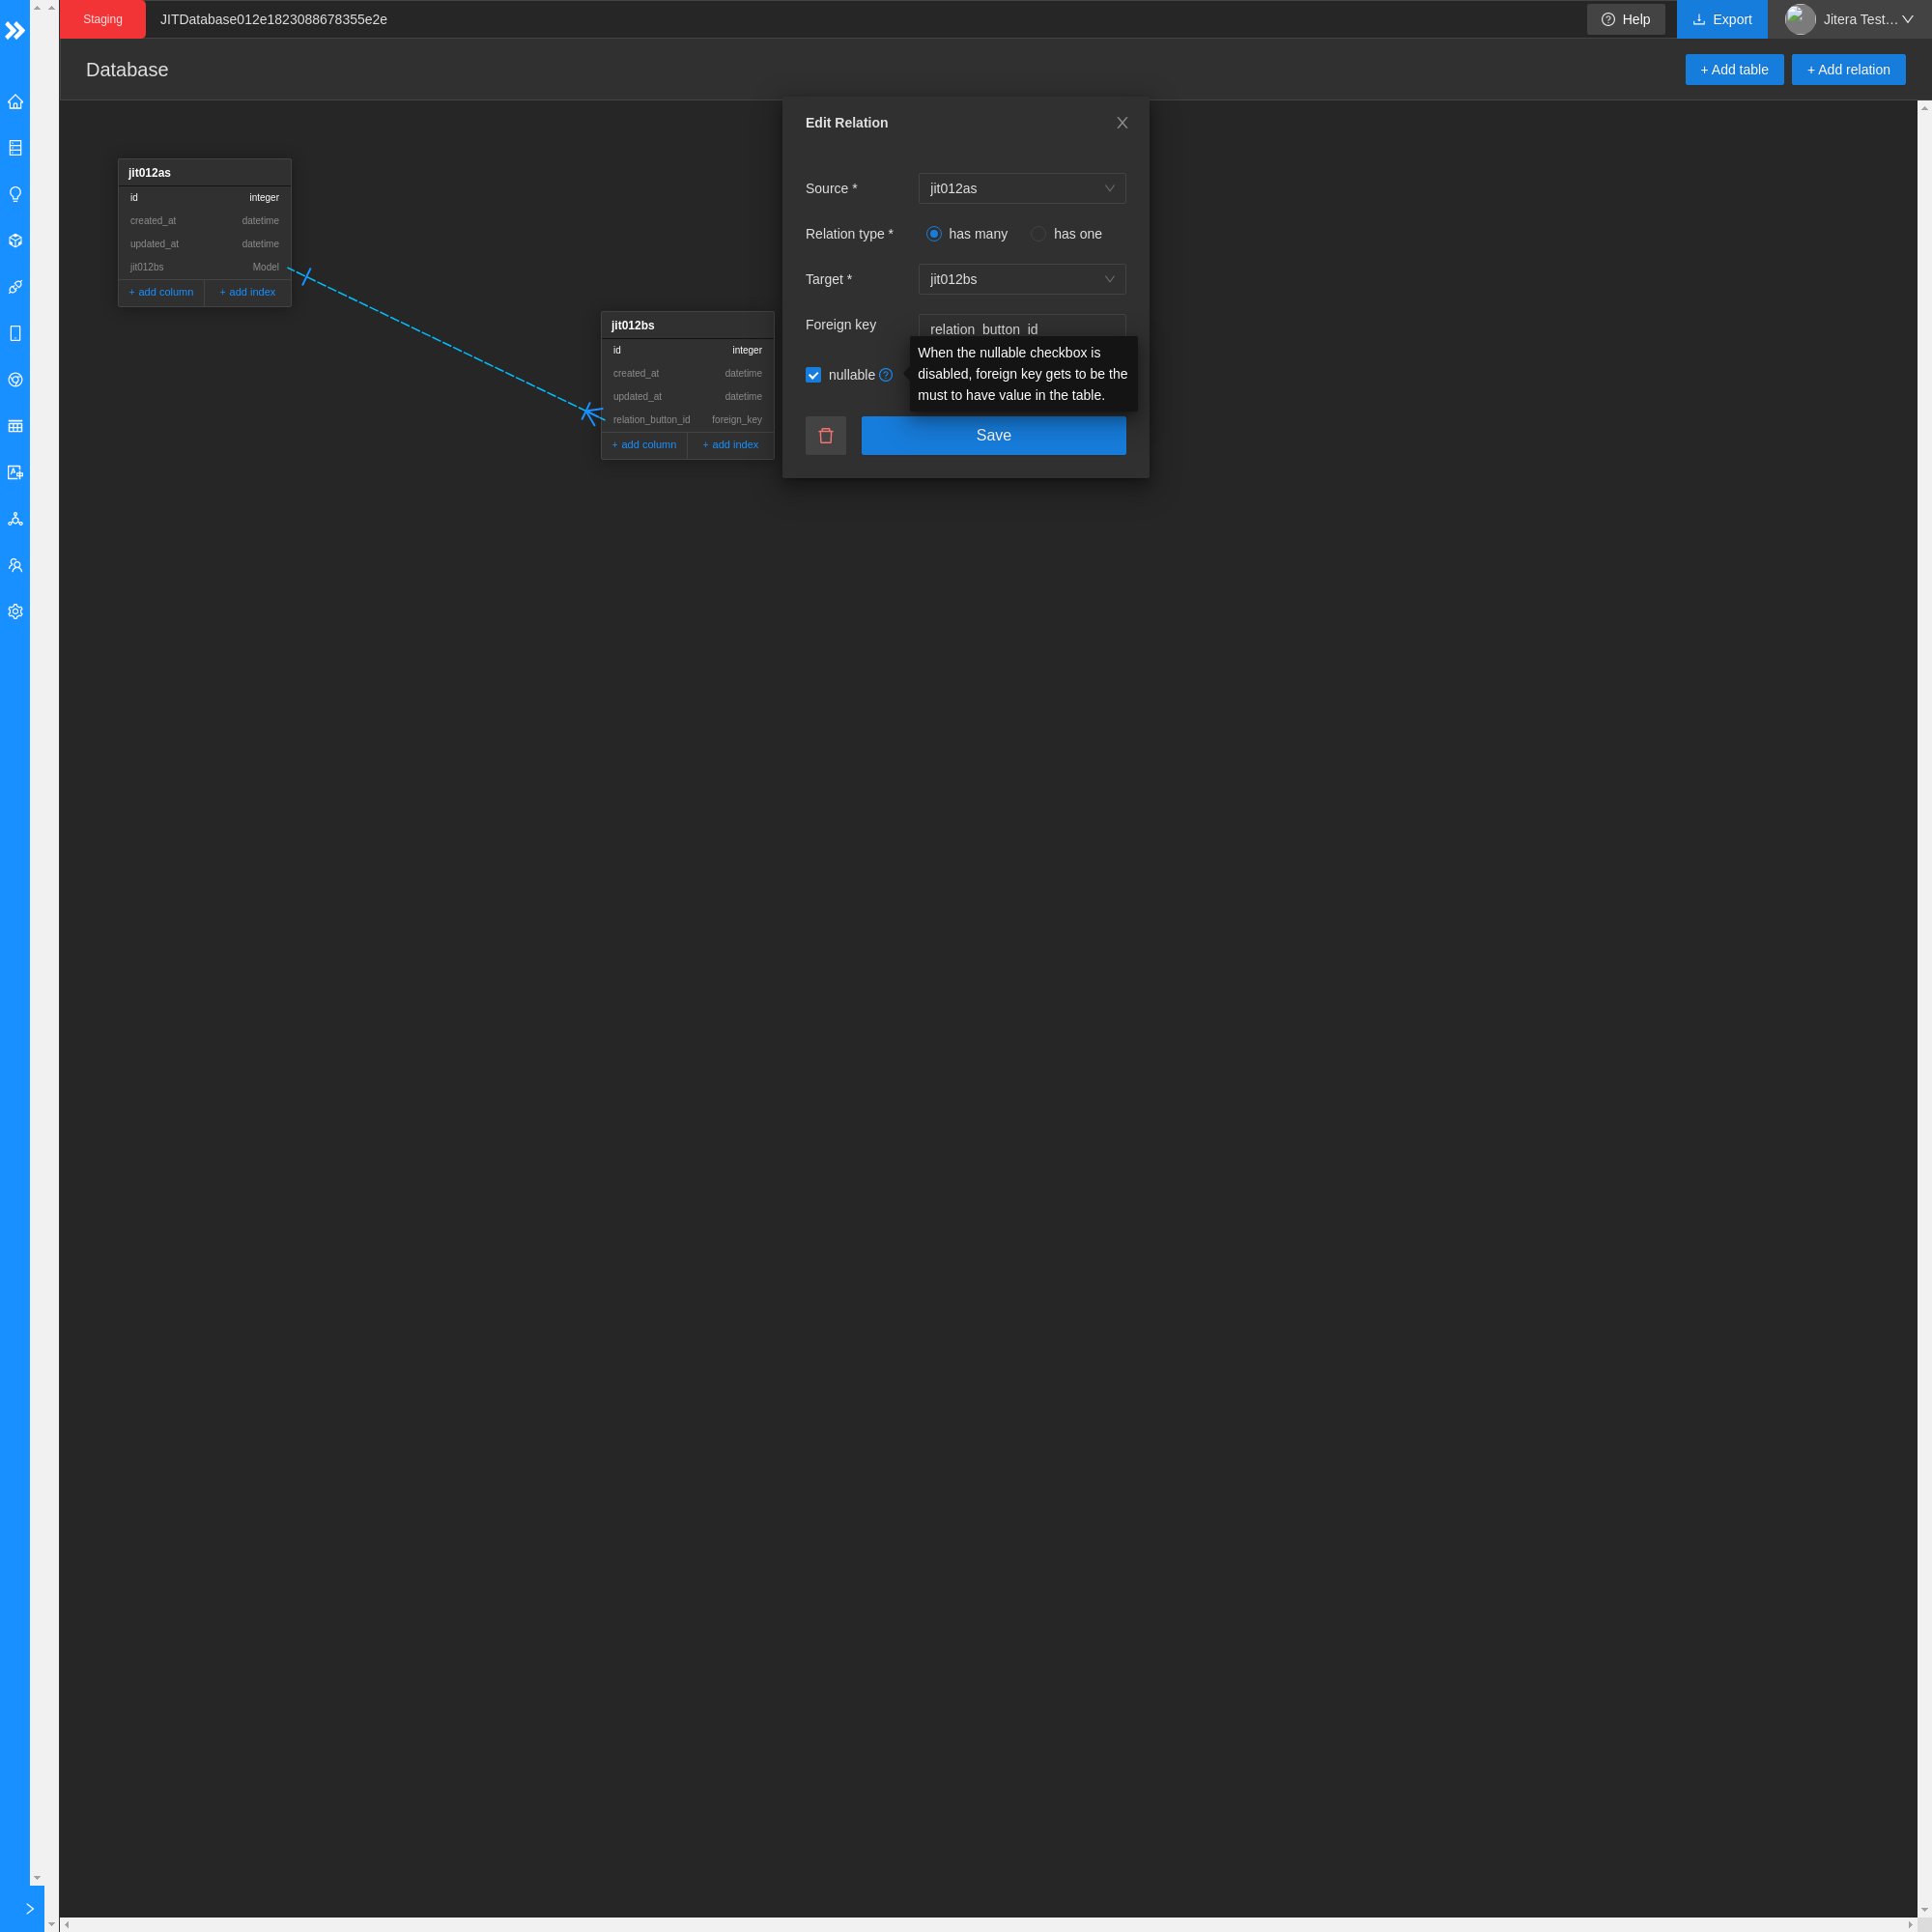 Staging
JITDatabase012e1823088678355e2e
Help
Export
Jitera Test…
Database
+ Add table
+ Add relation
jit012as
id integer
created_at datetime
updated_at datetime
jit012bs Model
+ add column + add index
jit012bs
id integer
created_at datetime
updated_at datetime
relation_button_id foreign_key
+ add column + add index
Edit Relation
Source * jit012as
Relation type * has many has one
Target * jit012bs
Foreign key relation_button_id
nullable
When the nullable checkbox is
disabled, foreign key gets to be the
must to have value in the table.
Save